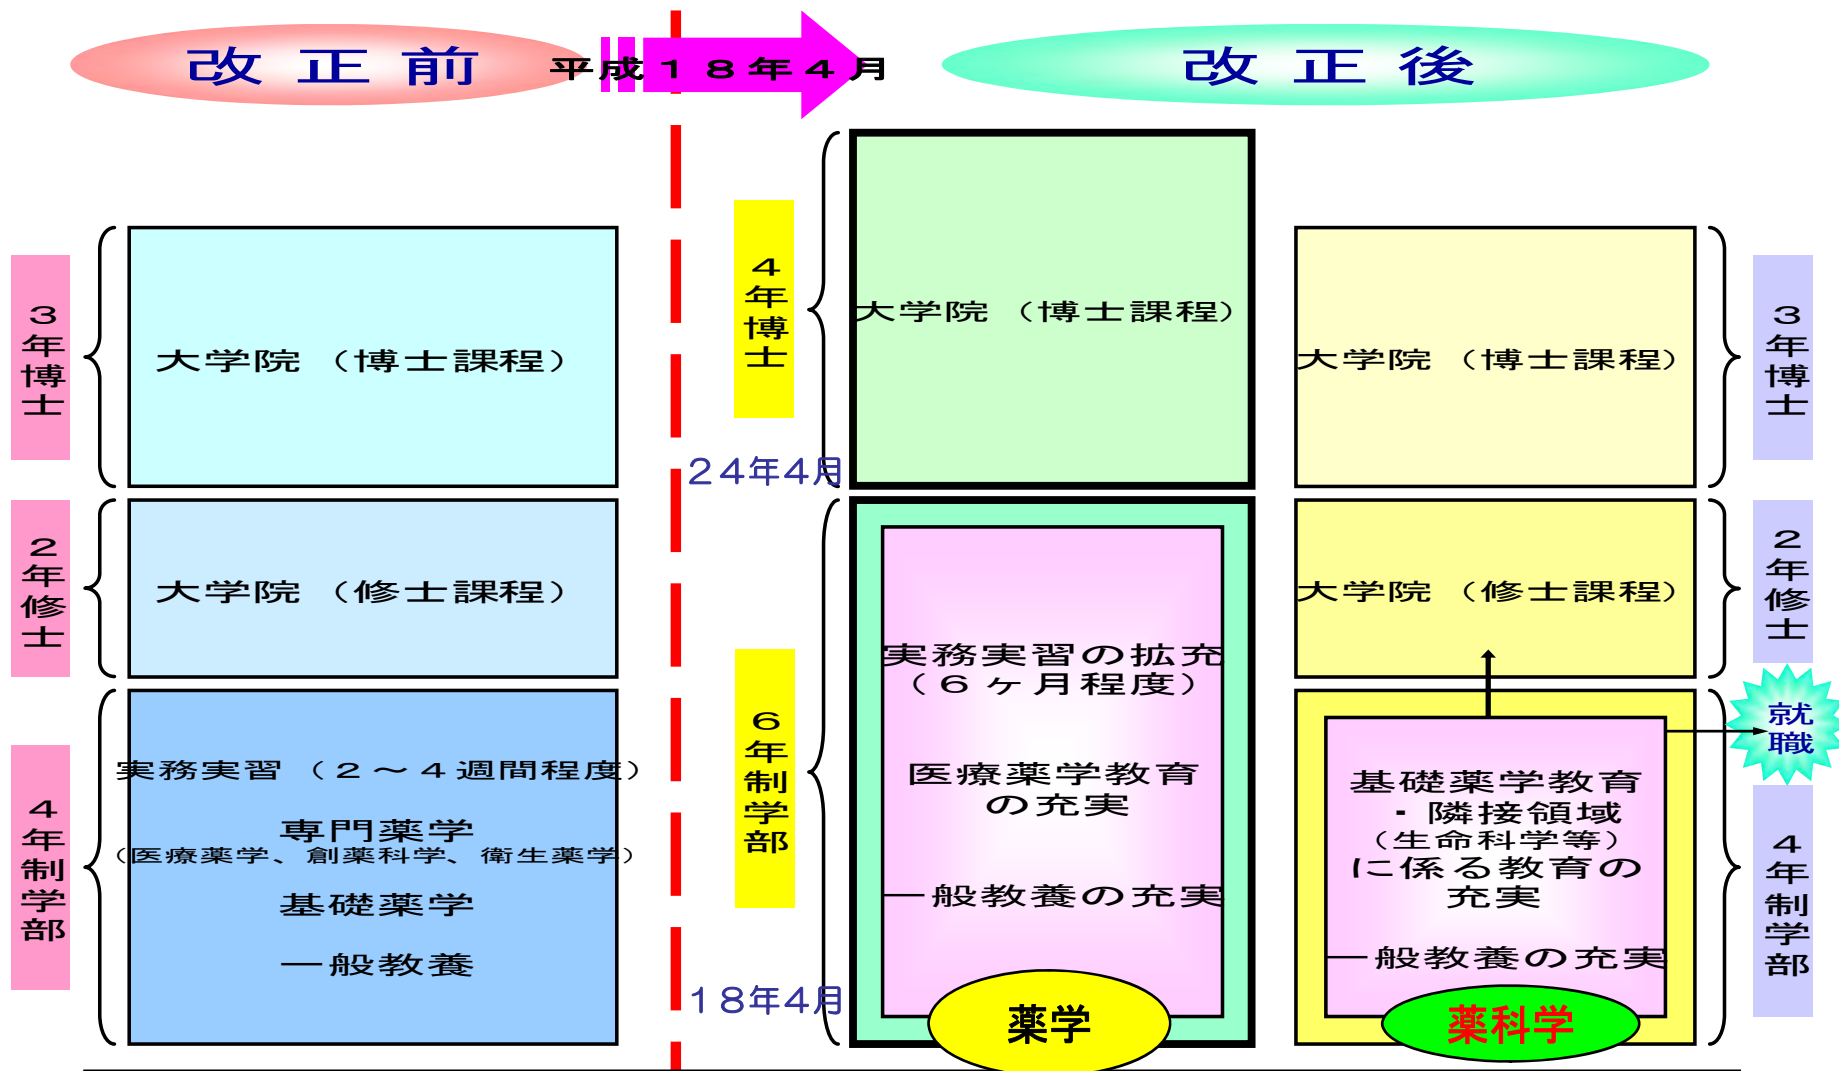 改正前
平成１８年４月
改正後
３年博士
大学院（博士課程）
２年修士
大学院（修士課程）
４年制学部
実務実習（２～４週間程度）
専門薬学
（医療薬学、創薬科学、衛生薬学）
基礎薬学
一般教養
４年博士
大学院（博士課程）
２４年４月
６年制学部
実務実習の拡充
（６ヶ月程度）
医療薬学教育
の充実
一般教養の充実
薬学
１８年４月
大学院（博士課程）
３年博士
大学院（修士課程）
２年修士
就職
基礎薬学教育
・隣接領域
（生命科学等）
に係る教育の
充実
一般教養の充実
薬科学
４年制学部